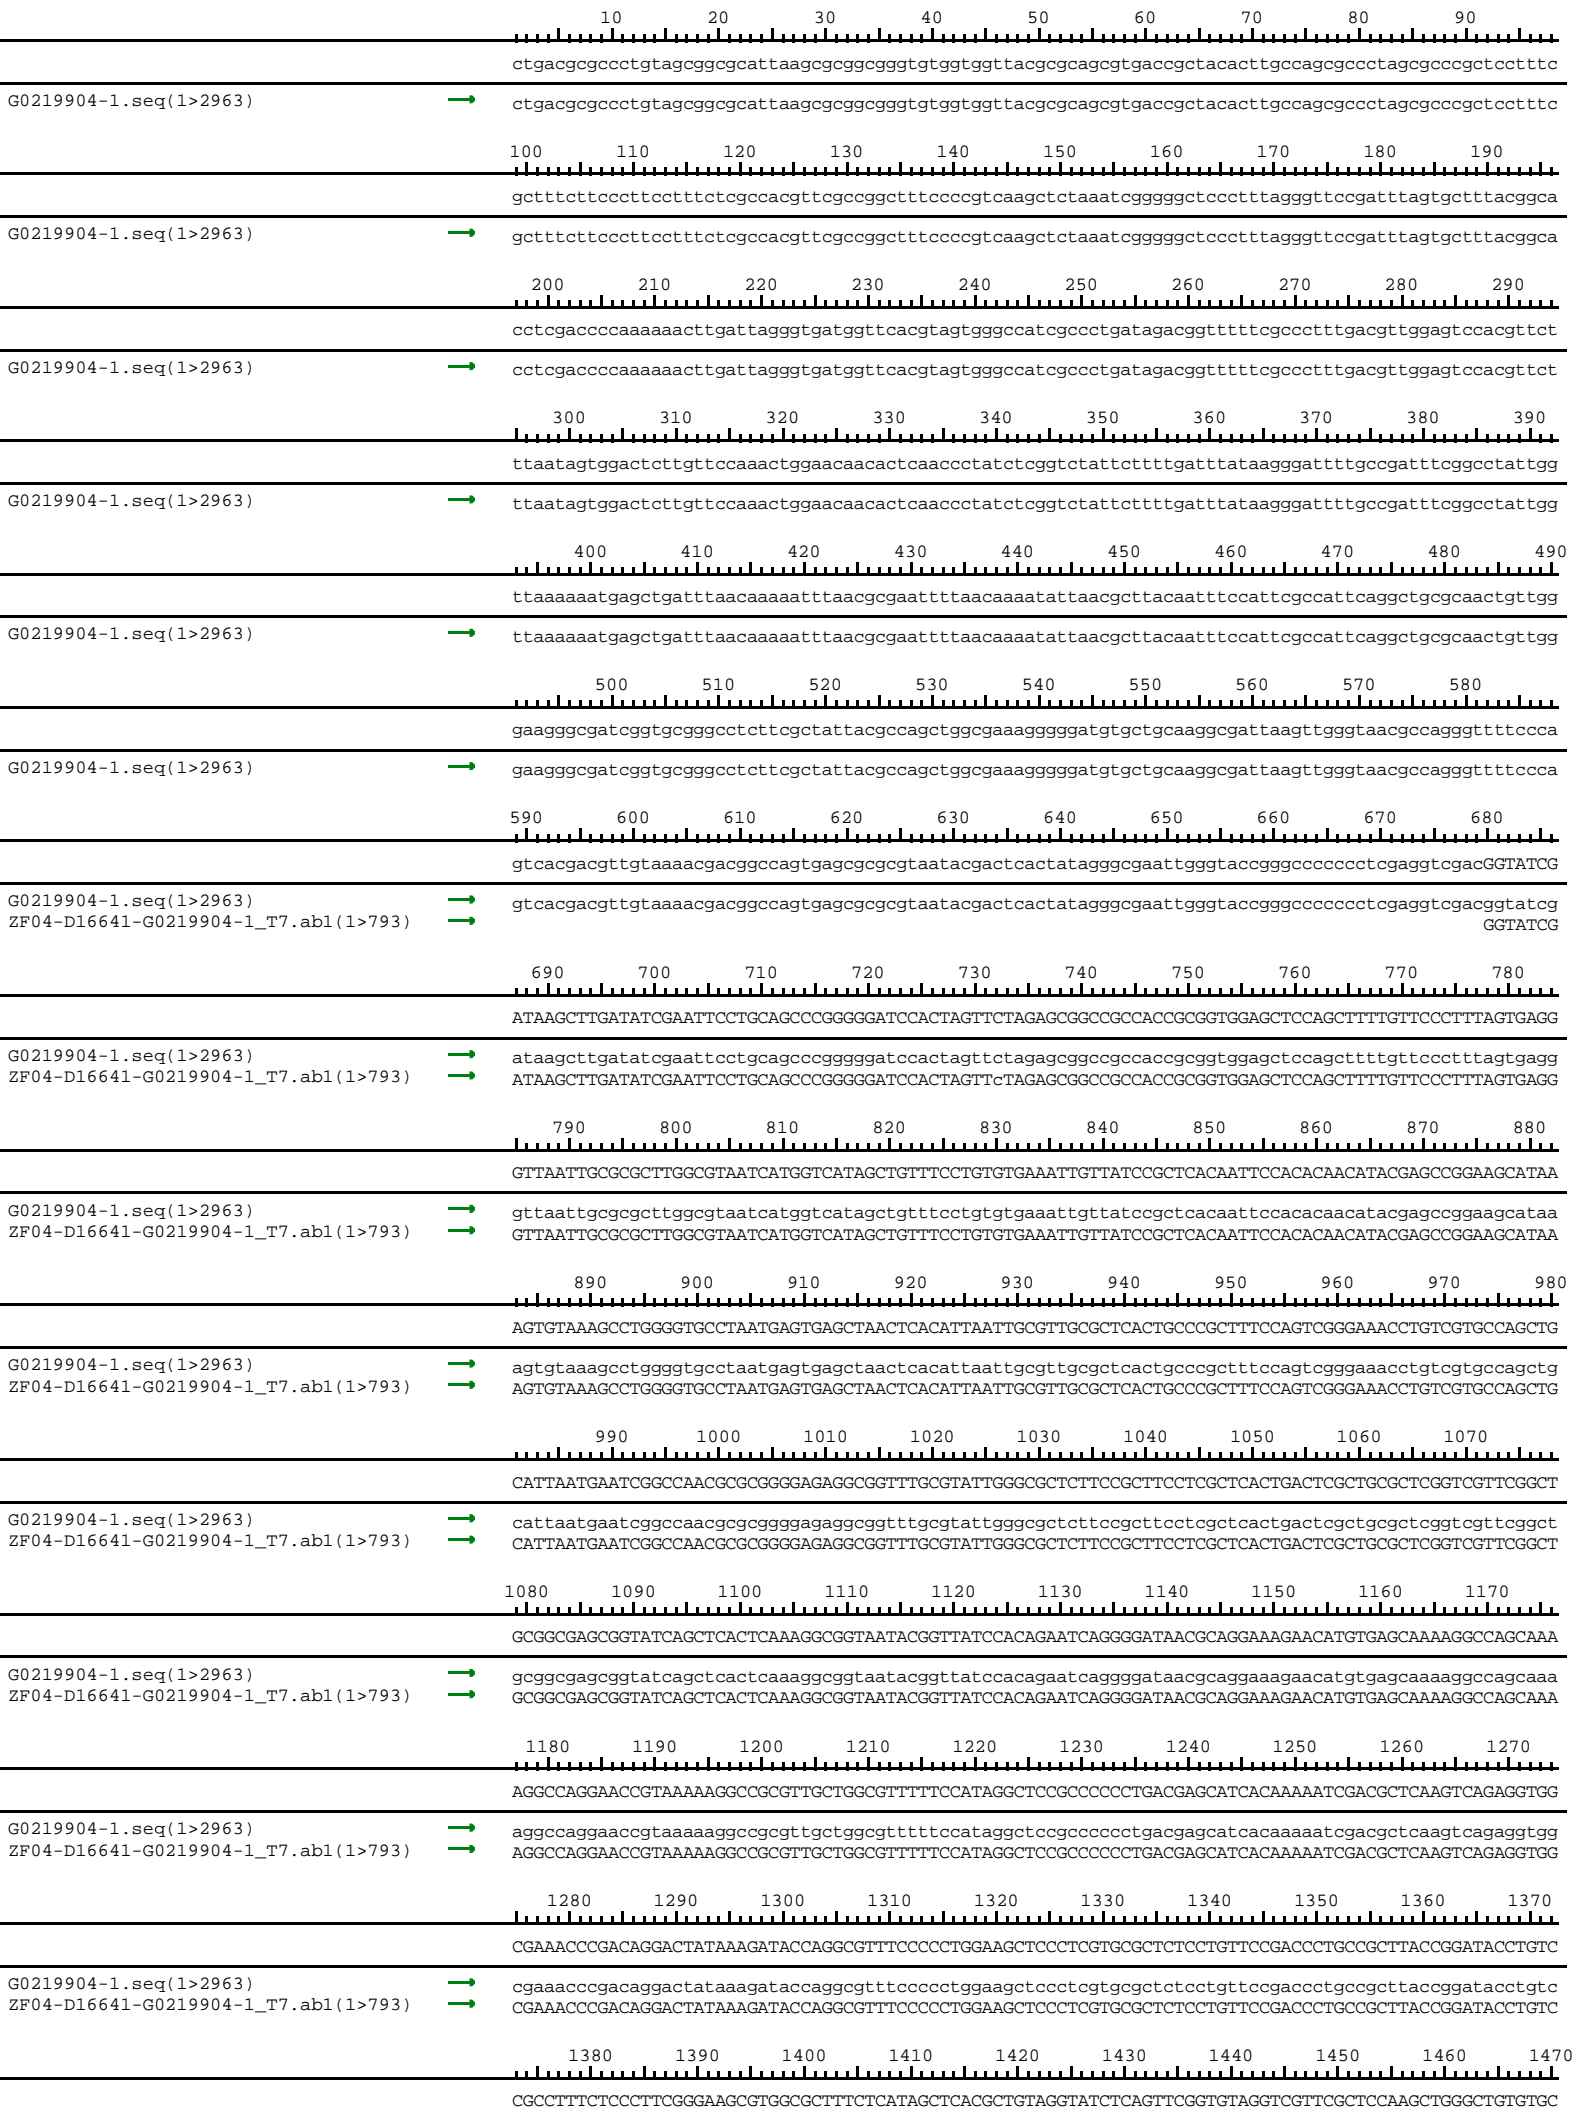 10 20 30 40 50 60 70 80 90
ctgacgcgccctgtagcggcgcattaagcgcggcgggtgtggtggttacgcgcagcgtgaccgctacacttgccagcgccctagcgcccgctcctttc
G0219904-1.seq(1>2963) → ctgacgcgccctgtagcggcgcattaagcgcggcgggtgtggtggttacgcgcagcgtgaccgctacacttgccagcgccctagcgcccgctcctttc
100 110 120 130 140 150 160 170 180 190
gctttcttcccttcctttctcgccacgttcgccggctttccccgtcaagctctaaatcgggggctccctttagggttccgatttagtgctttacggca
G0219904-1.seq(1>2963) → gctttcttcccttcctttctcgccacgttcgccggctttccccgtcaagctctaaatcgggggctccctttagggttccgatttagtgctttacggca
200 210 220 230 240 250 260 270 280 290
cctcgaccccaaaaaacttgattagggtgatggttcacgtagtgggccatcgccctgatagacggtttttcgccctttgacgttggagtccacgttct
G0219904-1.seq(1>2963) → cctcgaccccaaaaaacttgattagggtgatggttcacgtagtgggccatcgccctgatagacggtttttcgccctttgacgttggagtccacgttct
300 310 320 330 340 350 360 370 380 390
ttaatagtggactcttgttccaaactggaacaacactcaaccctatctcggtctattcttttgatttataagggattttgccgatttcggcctattgg
G0219904-1.seq(1>2963) → ttaatagtggactcttgttccaaactggaacaacactcaaccctatctcggtctattcttttgatttataagggattttgccgatttcggcctattgg
400 410 420 430 440 450 460 470 480 490
ttaaaaaatgagctgatttaacaaaaatttaacgcgaattttaacaaaatattaacgcttacaatttccattcgccattcaggctgcgcaactgttgg
G0219904-1.seq(1>2963) → ttaaaaaatgagctgatttaacaaaaatttaacgcgaattttaacaaaatattaacgcttacaatttccattcgccattcaggctgcgcaactgttgg
500 510 520 530 540 550 560 570 580
gaagggcgatcggtgcgggcctcttcgctattacgccagctggcgaaagggggatgtgctgcaaggcgattaagttgggtaacgccagggttttccca
G0219904-1.seq(1>2963) → gaagggcgatcggtgcgggcctcttcgctattacgccagctggcgaaagggggatgtgctgcaaggcgattaagttgggtaacgccagggttttccca
590 600 610 620 630 640 650 660 670 680
gtcacgacgttgtaaaacgacggccagtgagcgcgcgtaatacgactcactatagggcgaattgggtaccgggccccccctcgaggtcgacGGTATCG
G0219904-1.seq(1>2963) → gtcacgacgttgtaaaacgacggccagtgagcgcgcgtaatacgactcactatagggcgaattgggtaccgggccccccctcgaggtcgacggtatcg
ZF04-D16641-G0219904-1_T7.ab1(1>793) → GGTATCG
690 700 710 720 730 740 750 760 770 780
ATAAGCTTGATATCGAATTCCTGCAGCCCGGGGGATCCACTAGTTCTAGAGCGGCCGCCACCGCGGTGGAGCTCCAGCTTTTGTTCCCTTTAGTGAGG
G0219904-1.seq(1>2963) → ataagcttgatatcgaattcctgcagcccgggggatccactagttctagagcggccgccaccgcggtggagctccagcttttgttccctttagtgagg
ZF04-D16641-G0219904-1_T7.ab1(1>793) → ATAAGCTTGATATCGAATTCCTGCAGCCCGGGGGATCCACTAGTTcTAGAGCGGCCGCCACCGCGGTGGAGCTCCAGCTTTTGTTCCCTTTAGTGAGG
790 800 810 820 830 840 850 860 870 880
GTTAATTGCGCGCTTGGCGTAATCATGGTCATAGCTGTTTCCTGTGTGAAATTGTTATCCGCTCACAATTCCACACAACATACGAGCCGGAAGCATAA
G0219904-1.seq(1>2963) → gttaattgcgcgcttggcgtaatcatggtcatagctgtttcctgtgtgaaattgttatccgctcacaattccacacaacatacgagccggaagcataa
ZF04-D16641-G0219904-1_T7.ab1(1>793) → GTTAATTGCGCGCTTGGCGTAATCATGGTCATAGCTGTTTCCTGTGTGAAATTGTTATCCGCTCACAATTCCACACAACATACGAGCCGGAAGCATAA
890 900 910 920 930 940 950 960 970 980
AGTGTAAAGCCTGGGGTGCCTAATGAGTGAGCTAACTCACATTAATTGCGTTGCGCTCACTGCCCGCTTTCCAGTCGGGAAACCTGTCGTGCCAGCTG
G0219904-1.seq(1>2963) → agtgtaaagcctggggtgcctaatgagtgagctaactcacattaattgcgttgcgctcactgcccgctttccagtcgggaaacctgtcgtgccagctg
ZF04-D16641-G0219904-1_T7.ab1(1>793) → AGTGTAAAGCCTGGGGTGCCTAATGAGTGAGCTAACTCACATTAATTGCGTTGCGCTCACTGCCCGCTTTCCAGTCGGGAAACCTGTCGTGCCAGCTG
990 1000 1010 1020 1030 1040 1050 1060 1070
CATTAATGAATCGGCCAACGCGCGGGGAGAGGCGGTTTGCGTATTGGGCGCTCTTCCGCTTCCTCGCTCACTGACTCGCTGCGCTCGGTCGTTCGGCT
G0219904-1.seq(1>2963) → cattaatgaatcggccaacgcgcggggagaggcggtttgcgtattgggcgctcttccgcttcctcgctcactgactcgctgcgctcggtcgttcggct
ZF04-D16641-G0219904-1_T7.ab1(1>793) → CATTAATGAATCGGCCAACGCGCGGGGAGAGGCGGTTTGCGTATTGGGCGCTCTTCCGCTTCCTCGCTCACTGACTCGCTGCGCTCGGTCGTTCGGCT
1080 1090 1100 1110 1120 1130 1140 1150 1160 1170
GCGGCGAGCGGTATCAGCTCACTCAAAGGCGGTAATACGGTTATCCACAGAATCAGGGGATAACGCAGGAAAGAACATGTGAGCAAAAGGCCAGCAAA
G0219904-1.seq(1>2963) → gcggcgagcggtatcagctcactcaaaggcggtaatacggttatccacagaatcaggggataacgcaggaaagaacatgtgagcaaaaggccagcaaa
ZF04-D16641-G0219904-1_T7.ab1(1>793) → GCGGCGAGCGGTATCAGCTCACTCAAAGGCGGTAATACGGTTATCCACAGAATCAGGGGATAACGCAGGAAAGAACATGTGAGCAAAAGGCCAGCAAA
1180 1190 1200 1210 1220 1230 1240 1250 1260 1270
AGGCCAGGAACCGTAAAAAGGCCGCGTTGCTGGCGTTTTTCCATAGGCTCCGCCCCCCTGACGAGCATCACAAAAATCGACGCTCAAGTCAGAGGTGG
G0219904-1.seq(1>2963) → aggccaggaaccgtaaaaaggccgcgttgctggcgtttttccataggctccgcccccctgacgagcatcacaaaaatcgacgctcaagtcagaggtgg
ZF04-D16641-G0219904-1_T7.ab1(1>793) → AGGCCAGGAACCGTAAAAAGGCCGCGTTGCTGGCGTTTTTCCATAGGCTCCGCCCCCCTGACGAGCATCACAAAAATCGACGCTCAAGTCAGAGGTGG
1280 1290 1300 1310 1320 1330 1340 1350 1360 1370
CGAAACCCGACAGGACTATAAAGATACCAGGCGTTTCCCCCTGGAAGCTCCCTCGTGCGCTCTCCTGTTCCGACCCTGCCGCTTACCGGATACCTGTC
G0219904-1.seq(1>2963) → cgaaacccgacaggactataaagataccaggcgtttccccctggaagctccctcgtgcgctctcctgttccgaccctgccgcttaccggatacctgtc
ZF04-D16641-G0219904-1_T7.ab1(1>793) → CGAAACCCGACAGGACTATAAAGATACCAGGCGTTTCCCCCTGGAAGCTCCCTCGTGCGCTCTCCTGTTCCGACCCTGCCGCTTACCGGATACCTGTC
1380 1390 1400 1410 1420 1430 1440 1450 1460 1470
CGCCTTTCTCCCTTCGGGAAGCGTGGCGCTTTCTCATAGCTCACGCTGTAGGTATCTCAGTTCGGTGTAGGTCGTTCGCTCCAAGCTGGGCTGTGTGC